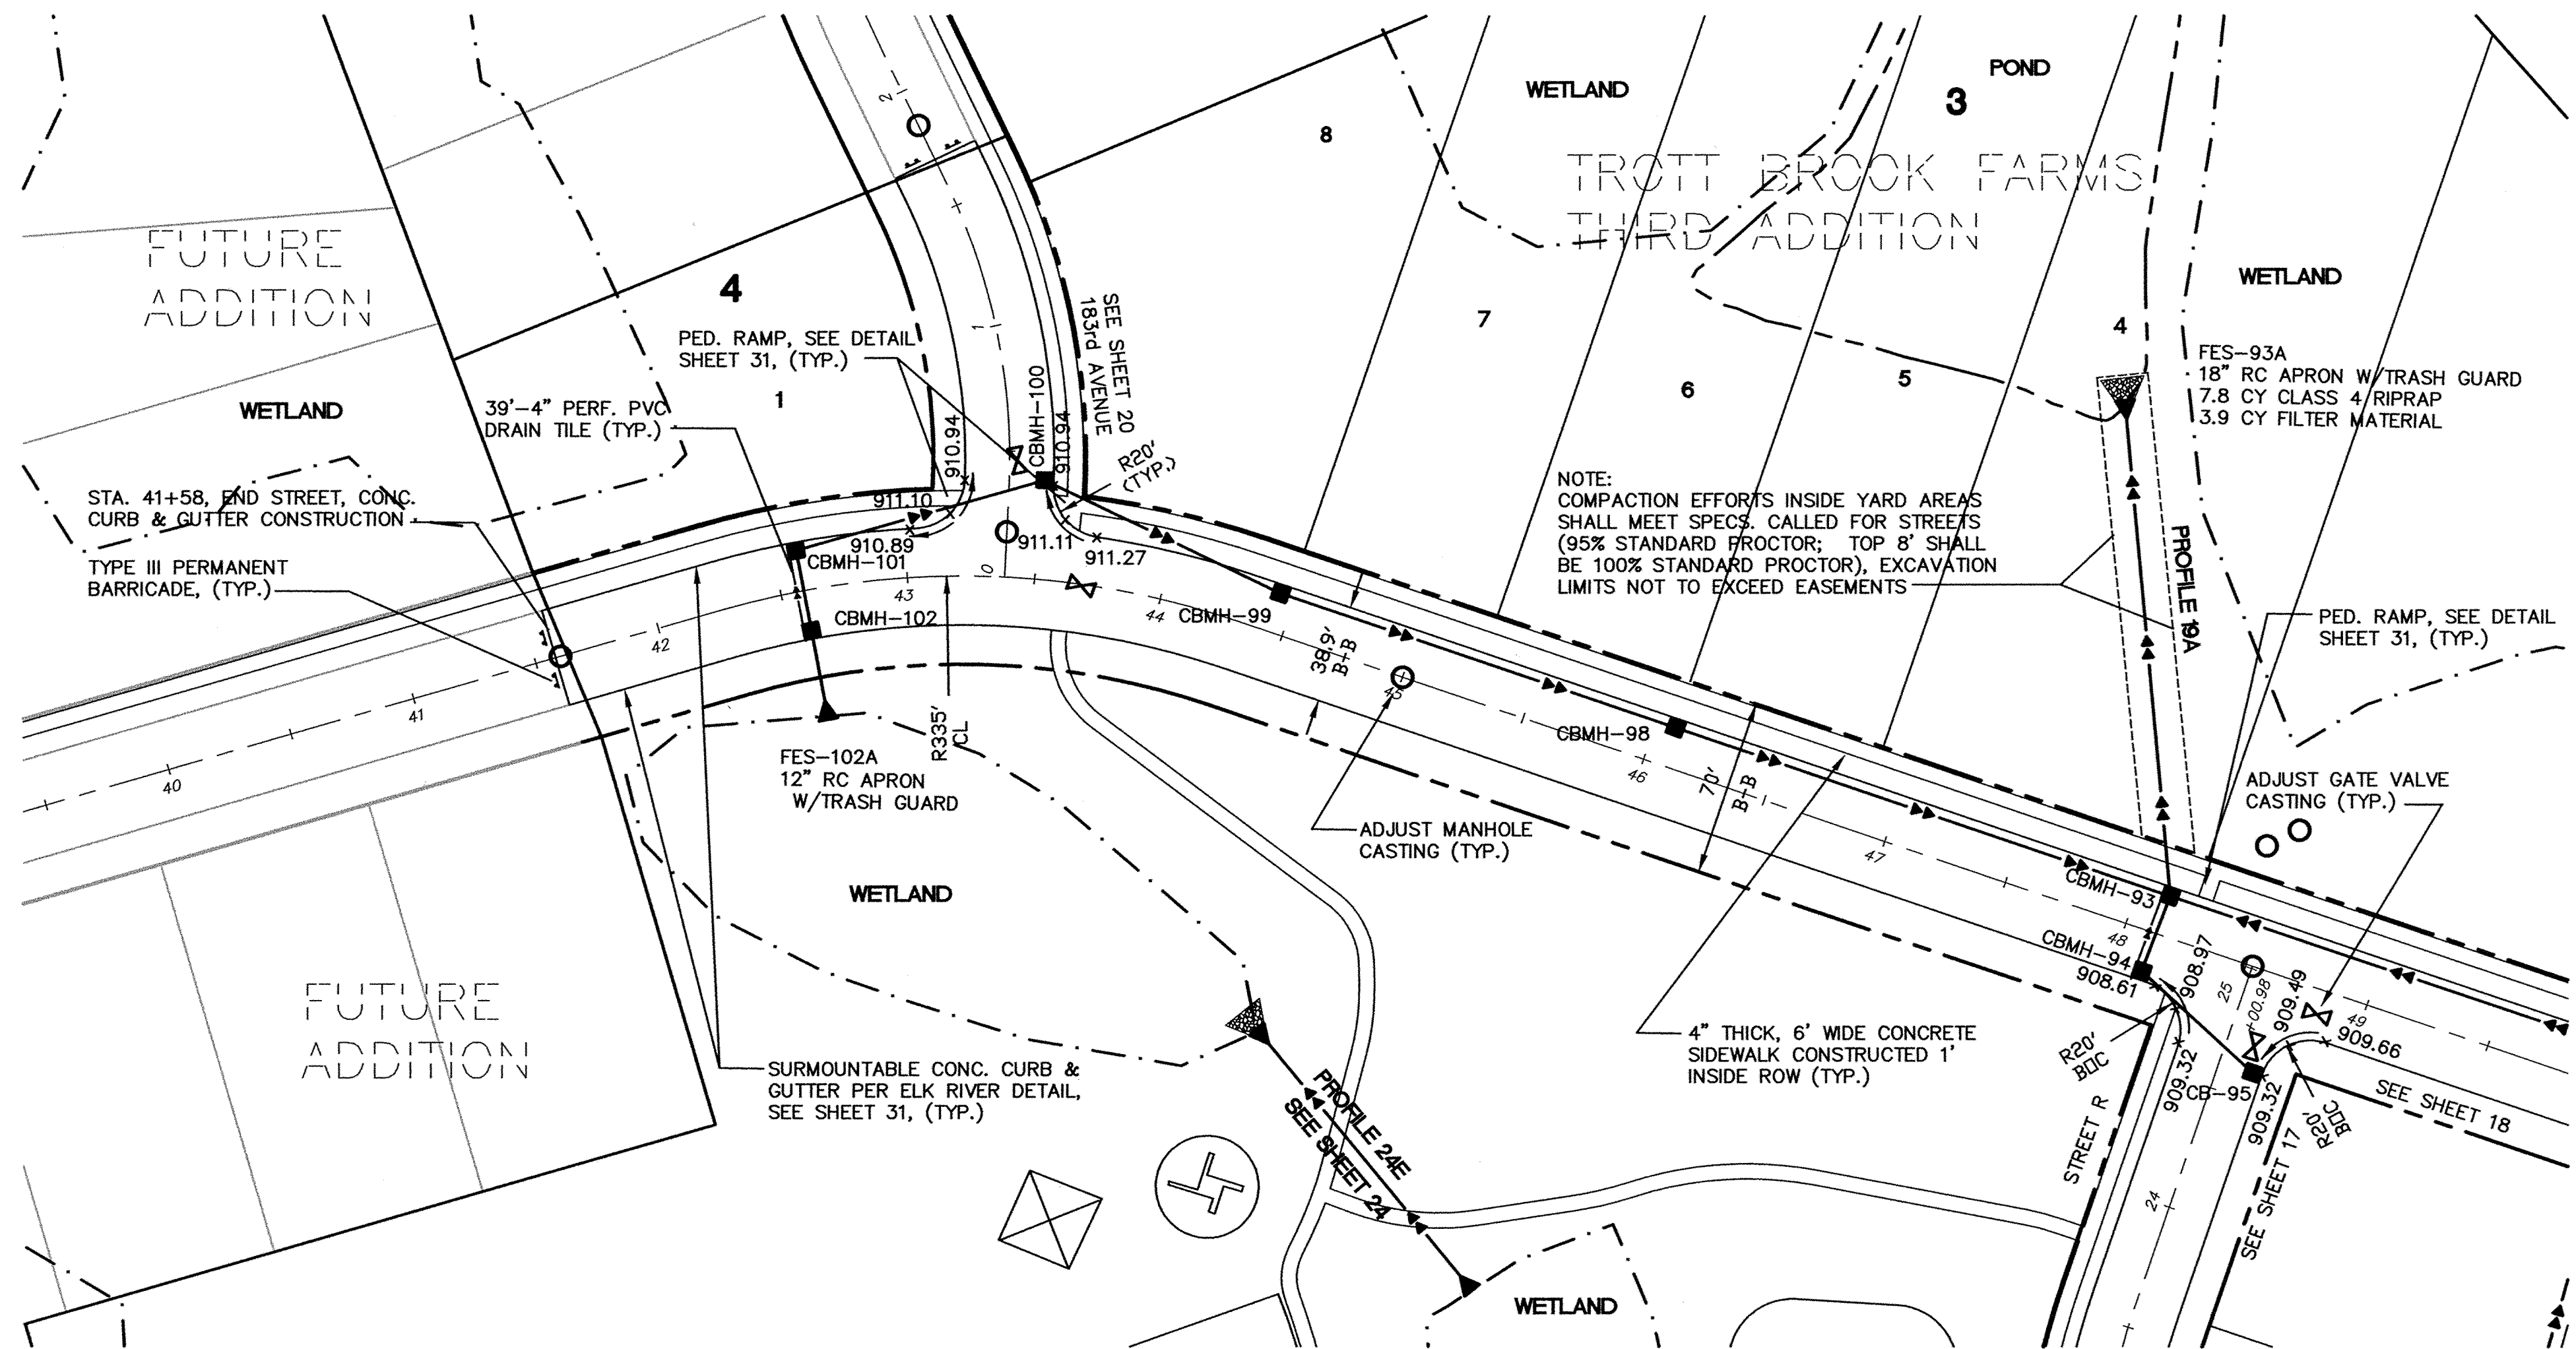 2
WETLAND
8
POND
3
TROTT BROOK FARMS
THIRD ADDITION
WETLAND
FUTURE
ADDITION
4
1
SEE SHEET 20
183rd AVENUE
7
4
5
6
FES-93A
18" RC APRON W/TRASH GUARD
7.8 CY CLASS 4 RIPRAP
3.9 CY FILTER MATERIAL
PED. RAMP, SEE DETAIL
SHEET 31, (TYP.)
1
WETLAND
39'-4" PERF. PVC
DRAIN TILE (TYP.)
CBMH-100
910.94
910.94
R20'
(TYP.)
STA. 41+58, END STREET, CONC.
CURB & GUTTER CONSTRUCTION
TYPE III PERMANENT
BARRICADE, (TYP.)
911.10
910.89
911.11
911.27
CBMH-101
CBMH-102
0
43
42
41
40
44
CBMH-99
38.9'
B-B
45
NOTE:
COMPACTION EFFORTS INSIDE YARD AREAS
SHALL MEET SPECS. CALLED FOR STREETS
(95% STANDARD PROCTOR; TOP 8' SHALL
BE 100% STANDARD PROCTOR), EXCAVATION
LIMITS NOT TO EXCEED EASEMENTS
PROFILE 19A
PED. RAMP, SEE DETAIL
SHEET 31, (TYP.)
R335'
CL
FES-102A
12" RC APRON
W/TRASH GUARD
CBMH-98
46
70'
B-B
47
ADJUST GATE VALVE
CASTING (TYP.)
ADJUST MANHOLE
CASTING (TYP.)
WETLAND
CBMH-93
48
CBMH-94
908.61
908.97
25
+00.98
909.49
49
909.66
FUTURE
ADDITION
SURMOUNTABLE CONC. CURB &
GUTTER PER ELK RIVER DETAIL,
SEE SHEET 31, (TYP.)
4" THICK, 6' WIDE CONCRETE
SIDEWALK CONSTRUCTED 1'
INSIDE ROW (TYP.)
R20'
BOC
909.32
CB-95
909.32
R20'
BOC
SEE SHEET 18
PROFILE 24E
SEE SHEET 24
STREET R
24
SEE SHEET 17
WETLAND